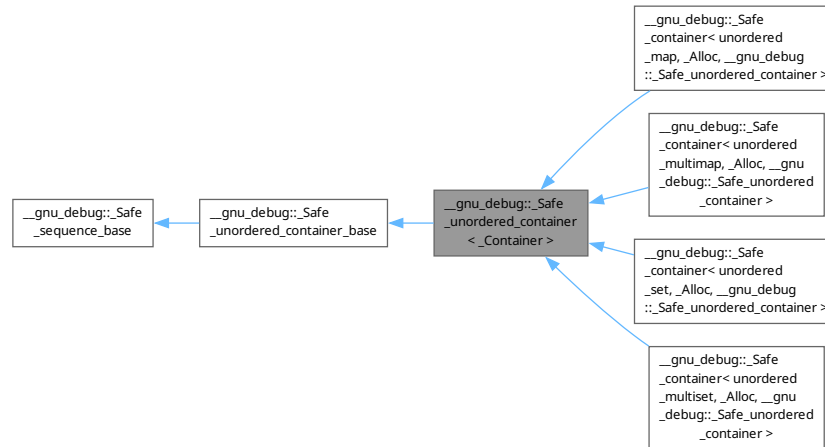 __gnu_debug::_Safe
_sequence_base
__gnu_debug::_Safe
_unordered_container_base
__gnu_debug::_Safe
_unordered_container
< _Container >
__gnu_debug::_Safe
_container< unordered
_map, _Alloc, __gnu_debug
::_Safe_unordered_container >
__gnu_debug::_Safe
_container< unordered
_multimap, _Alloc, __gnu
_debug::_Safe_unordered
_container >
__gnu_debug::_Safe
_container< unordered
_set, _Alloc, __gnu_debug
::_Safe_unordered_container >
__gnu_debug::_Safe
_container< unordered
_multiset, _Alloc, __gnu
_debug::_Safe_unordered
_container >